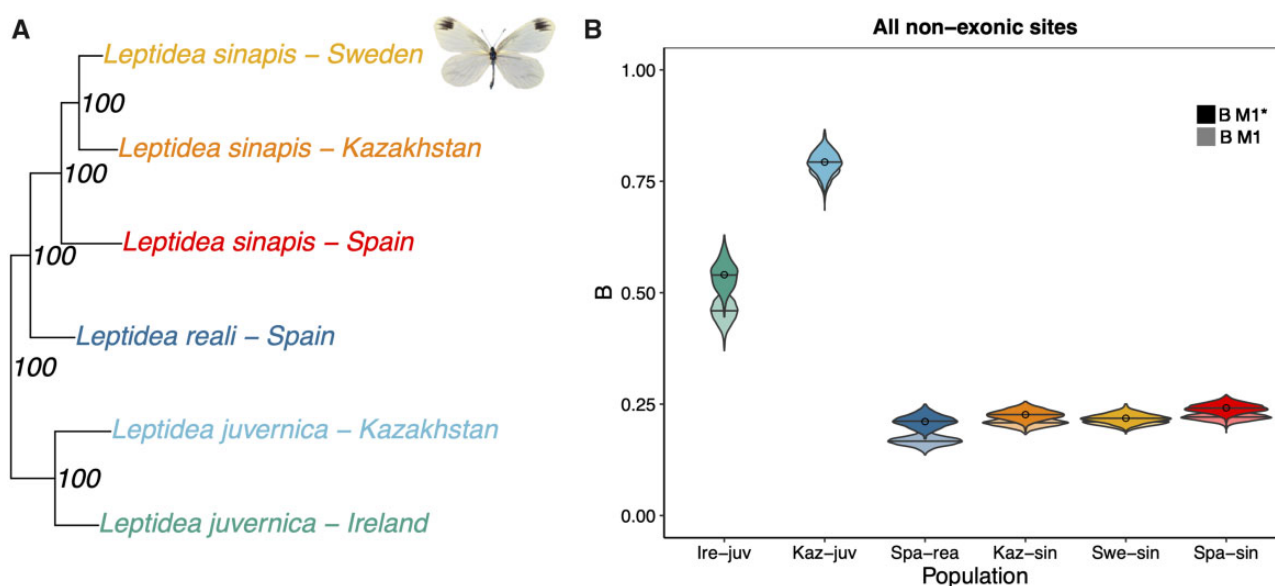 A
Leptidea sinapis – Sweden
100
Leptidea sinapis – Kazakhstan
100
Leptidea sinapis – Spain
100
Leptidea reali – Spain
100
Leptidea juvernica – Kazakhstan
100
Leptidea juvernica – Ireland
B
All non–exonic sites
1.00
0.75
0.50
0.25
0.00
B
B M1*
B M1
Ire–juv Kaz–juv Spa–rea Kaz–sin Swe–sin Spa–sin
Population